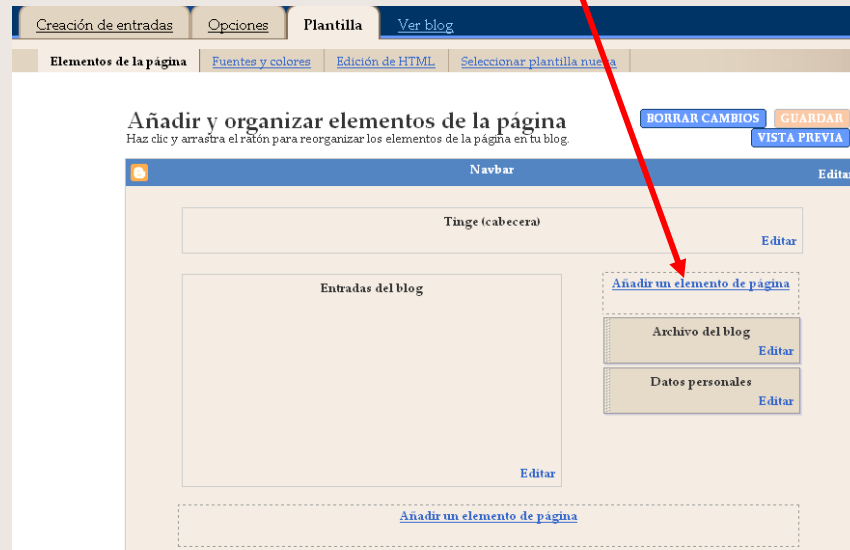 Creación de entradas Opciones Plantilla Ver blog
Elementos de la página Fuentes y colores Edición de HTML Seleccionar plantilla nueva
Añadir y organizar elementos de la página
BORRAR CAMBIOS GUARDAR
Haz clic y arrastra el ratón para reorganizar los elementos de la página en tu blog.
VISTA PREVIA
Navbar
Editar
Tinge (cabecera)
Editar
Entradas del blog
Editar
Añadir un elemento de página
Archivo del blog
Editar
Datos personales
Editar
Añadir un elemento de página